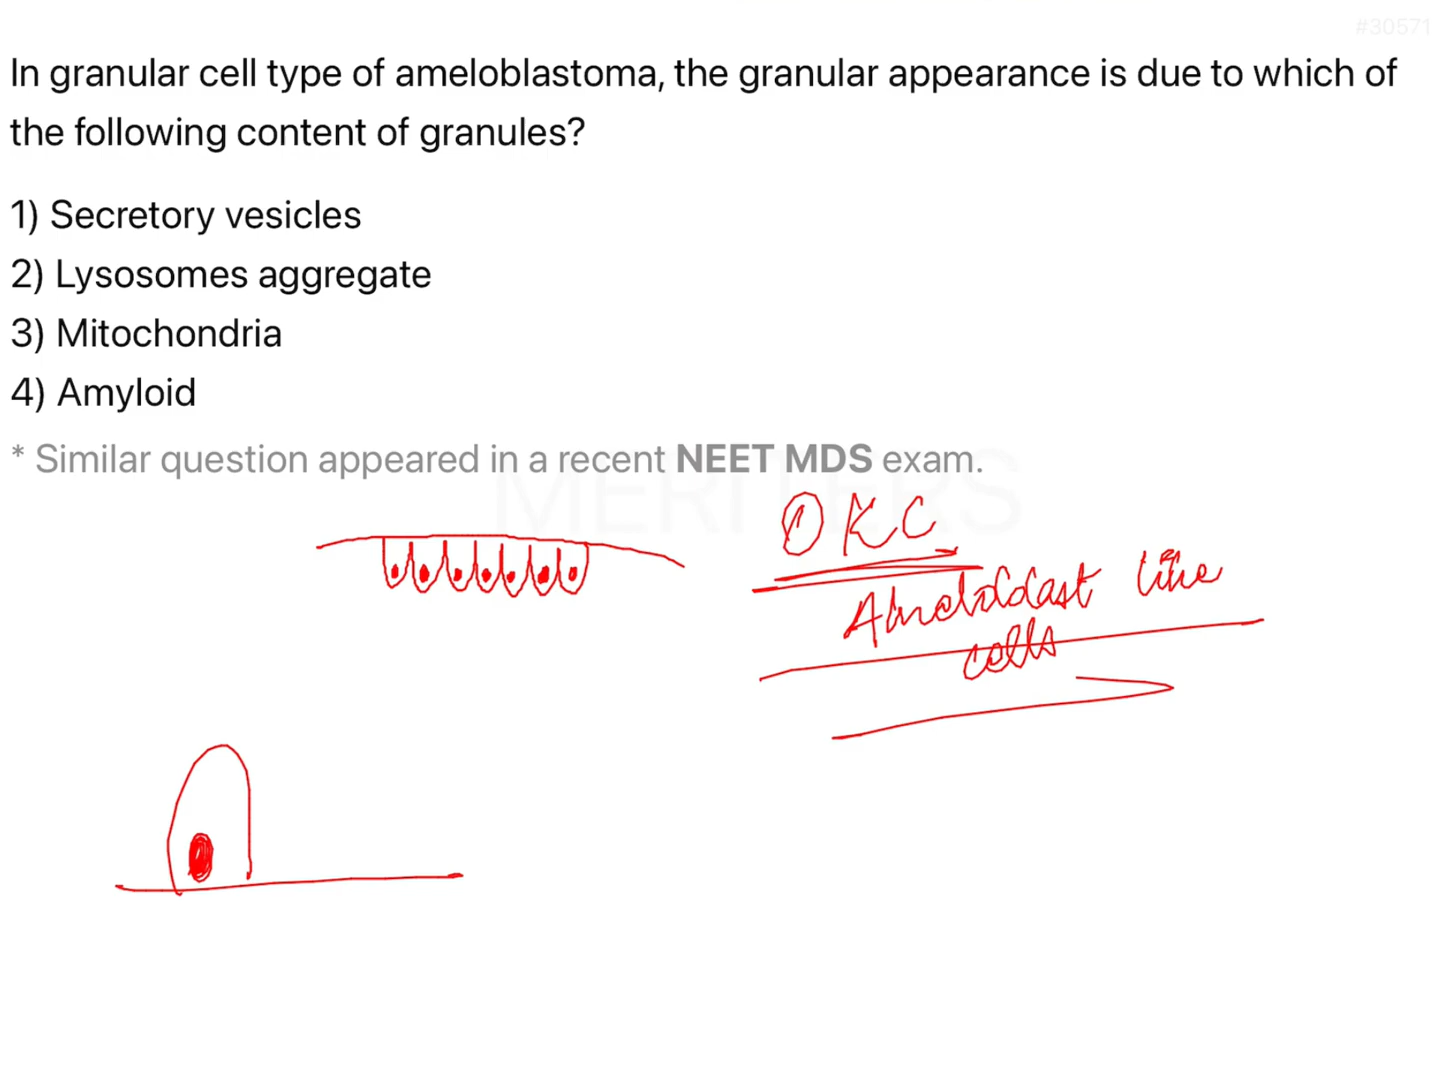 #30571
In granular cell type of ameloblastoma, the granular appearance is due to which of
the following content of granules?
1) Secretory vesicles
2) Lysosomes aggregate
3) Mitochondria
4) Amyloid
* Similar question appeared in a recent NEET MDS exam.
MERITERS
OKC
Ameloblast like
cells